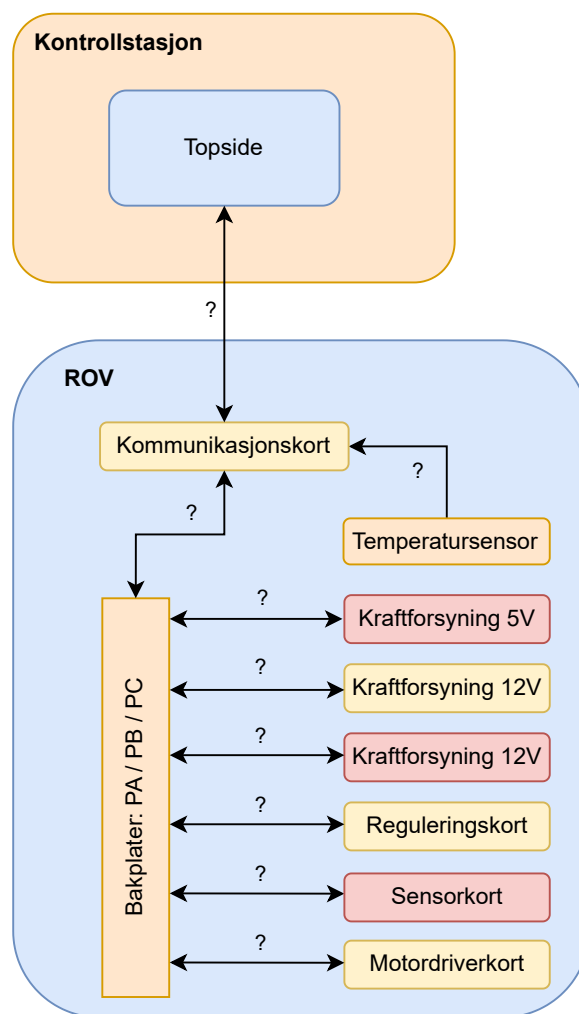 Kontrollstasjon
Topside
?
ROV
Kommunikasjonskort
?
?
Temperatursensor
Bakplater: PA / PB / PC
?
Kraftforsyning 5V
?
Kraftforsyning 12V
?
Kraftforsyning 12V
?
Reguleringskort
?
Sensorkort
?
Motordriverkort